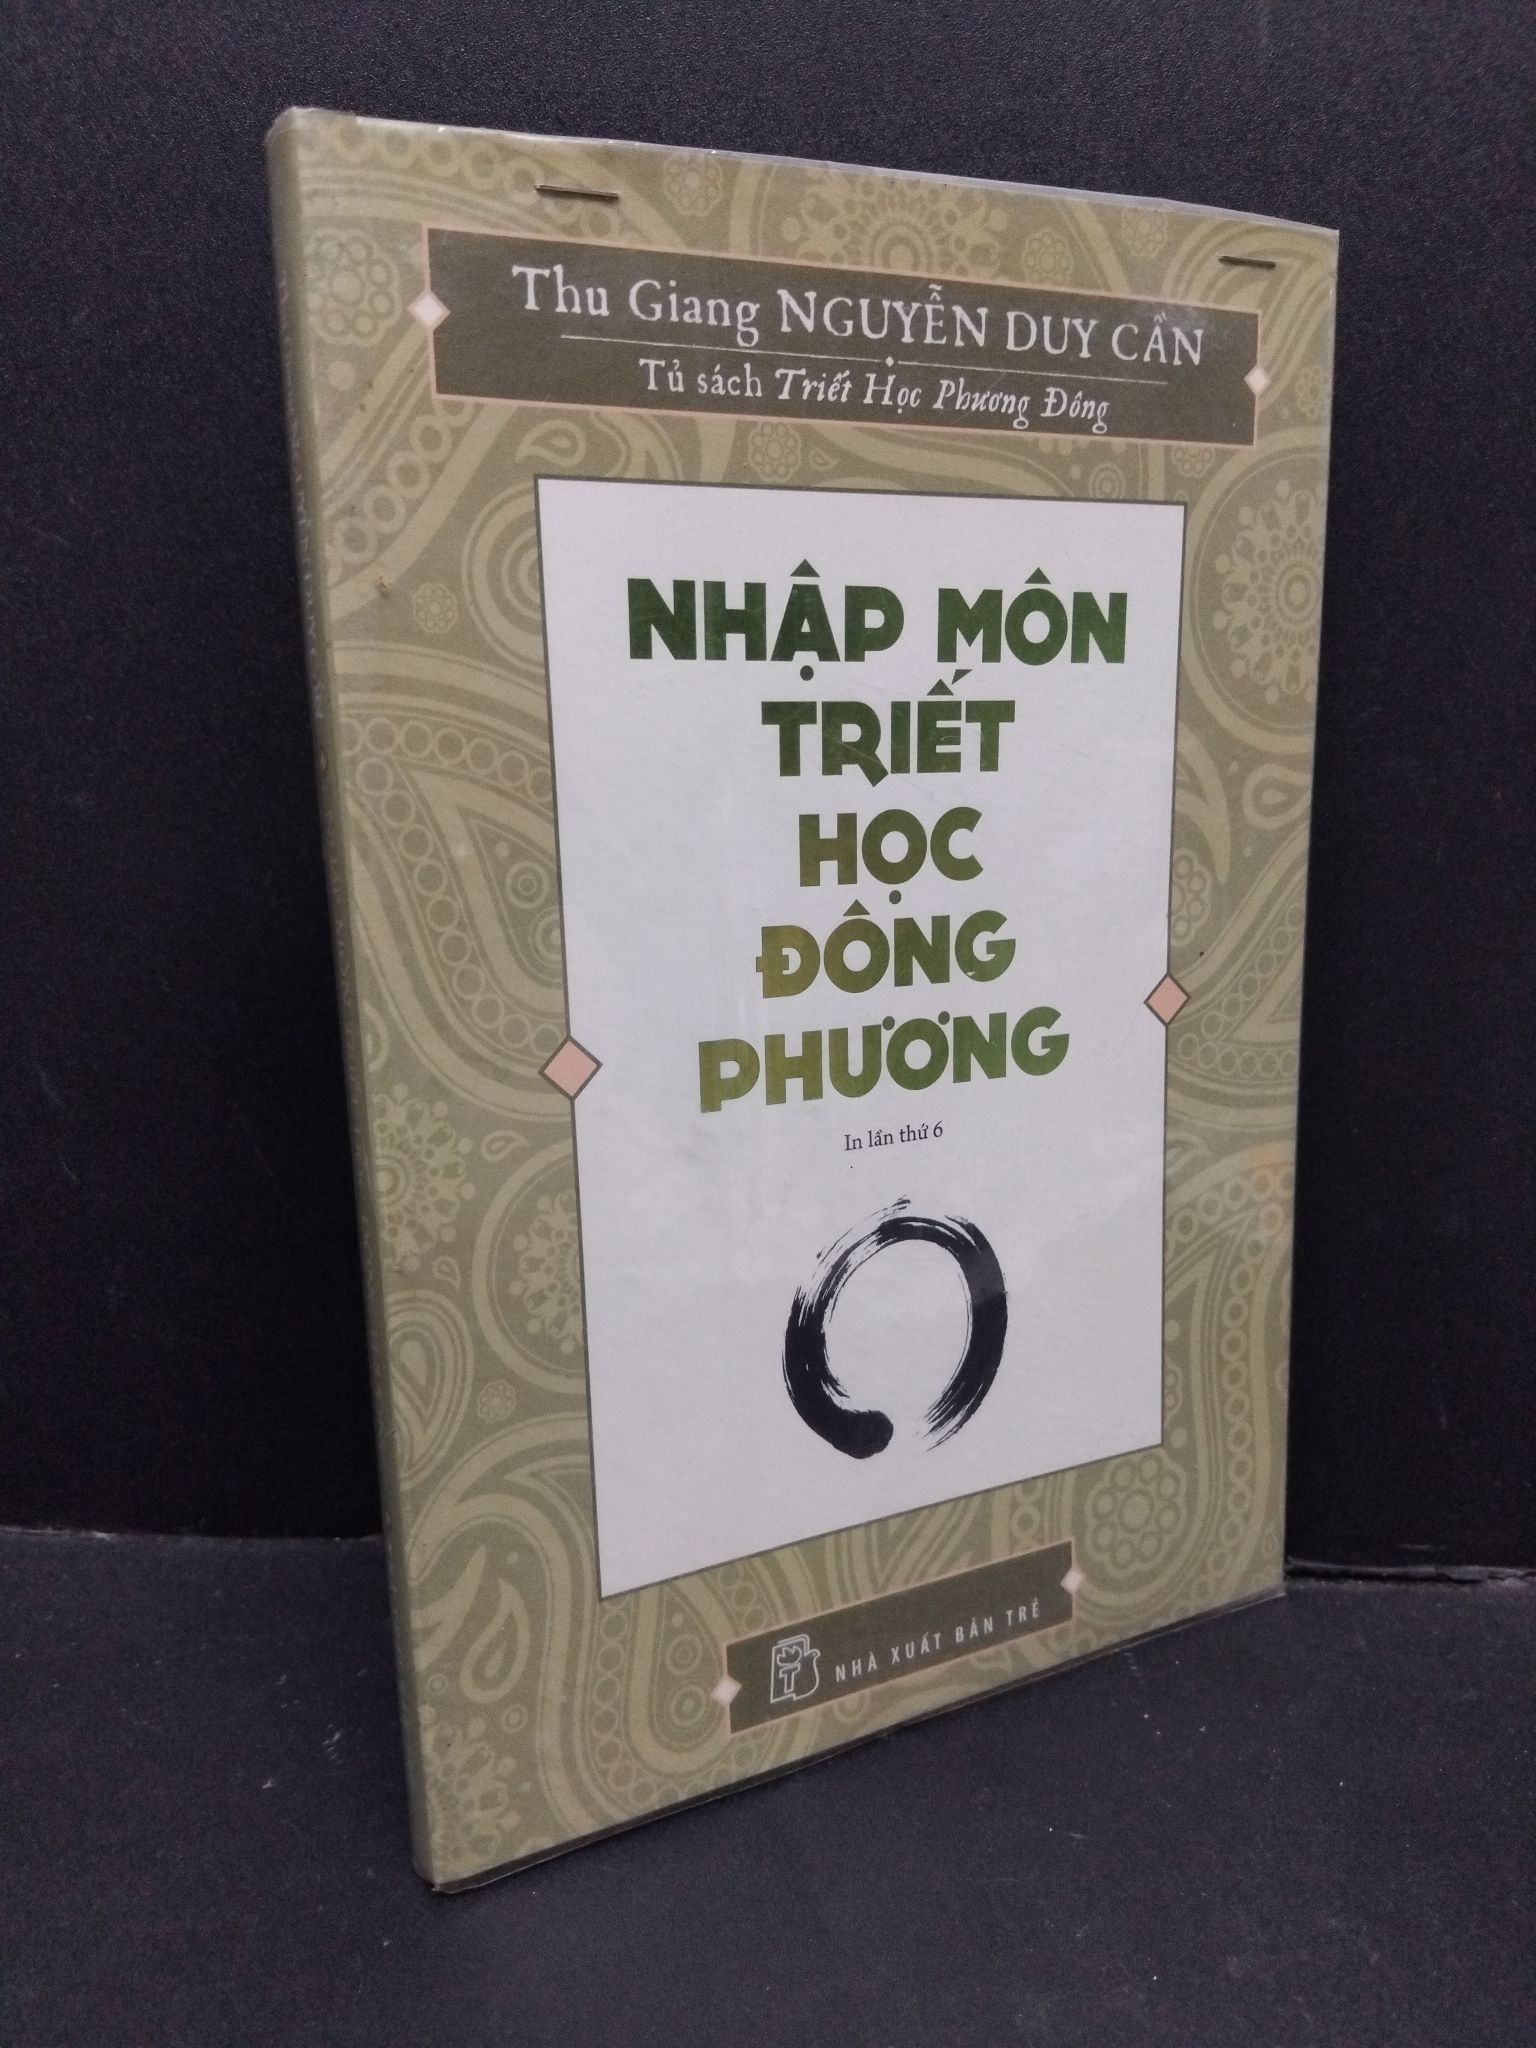 Thu Giang NGUYỄN DUY CẦN
Tủ sách Triết Học Phương Đông
NHẬP MÔN
TRIẾT
HỌC
ĐÔNG
PHƯƠNG
In lần thứ 6
T
NHÀ XUẤT BẢN TRẺ